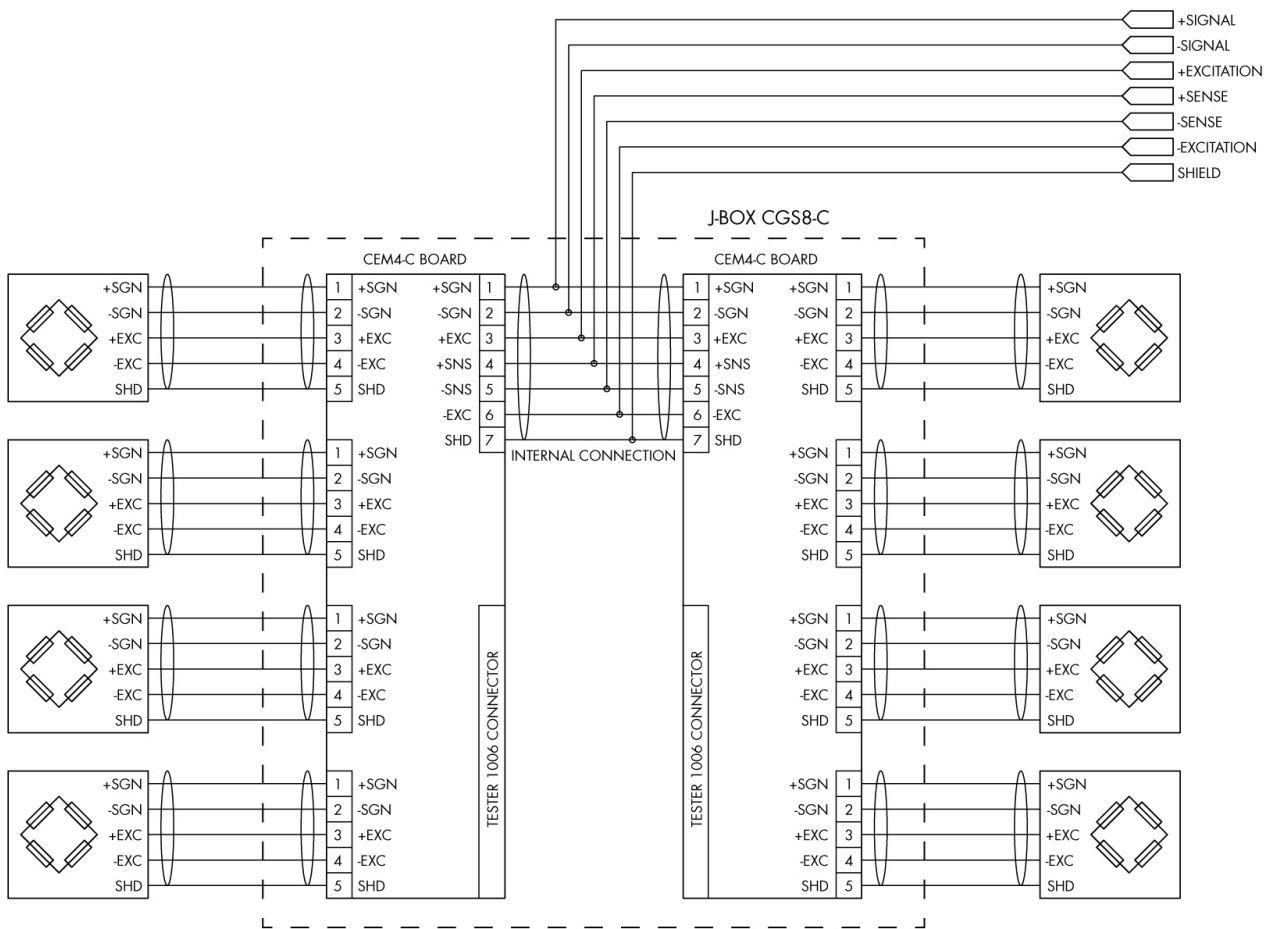 +SIGNAL
-SIGNAL
+EXCITATION
+SENSE
-SENSE
-EXCITATION
SHIELD
J-BOX CGS8-C
CEM4-C BOARD CEM4-C BOARD
+SGN 1 +SGN +SGN 1 1 +SGN +SGN 1 +SGN
-SGN 2 -SGN -SGN 2 2 -SGN -SGN 2 -SGN
+EXC 3 +EXC +EXC 3 3 +EXC +EXC 3 +EXC
-EXC 4 -EXC +SNS 4 4 +SNS -EXC 4 -EXC
SHD 5 SHD -SNS 5 5 -SNS SHD 5 SHD
-EXC 6 6 -EXC
SHD 7 7 SHD
INTERNAL CONNECTION
+SGN 1 +SGN +SGN 1 +SGN
-SGN 2 -SGN -SGN 2 -SGN
+EXC 3 +EXC +EXC 3 +EXC
-EXC 4 -EXC -EXC 4 -EXC
SHD 5 SHD SHD 5 SHD
+SGN 1 +SGN +SGN 1 +SGN
-SGN 2 -SGN -SGN 2 -SGN
+EXC 3 +EXC +EXC 3 +EXC
-EXC 4 -EXC -EXC 4 -EXC
SHD 5 SHD SHD 5 SHD
TESTER 1006 CONNECTOR
TESTER 1006 CONNECTOR
+SGN 1 +SGN +SGN 1 +SGN
-SGN 2 -SGN -SGN 2 -SGN
+EXC 3 +EXC +EXC 3 +EXC
-EXC 4 -EXC -EXC 4 -EXC
SHD 5 SHD SHD 5 SHD